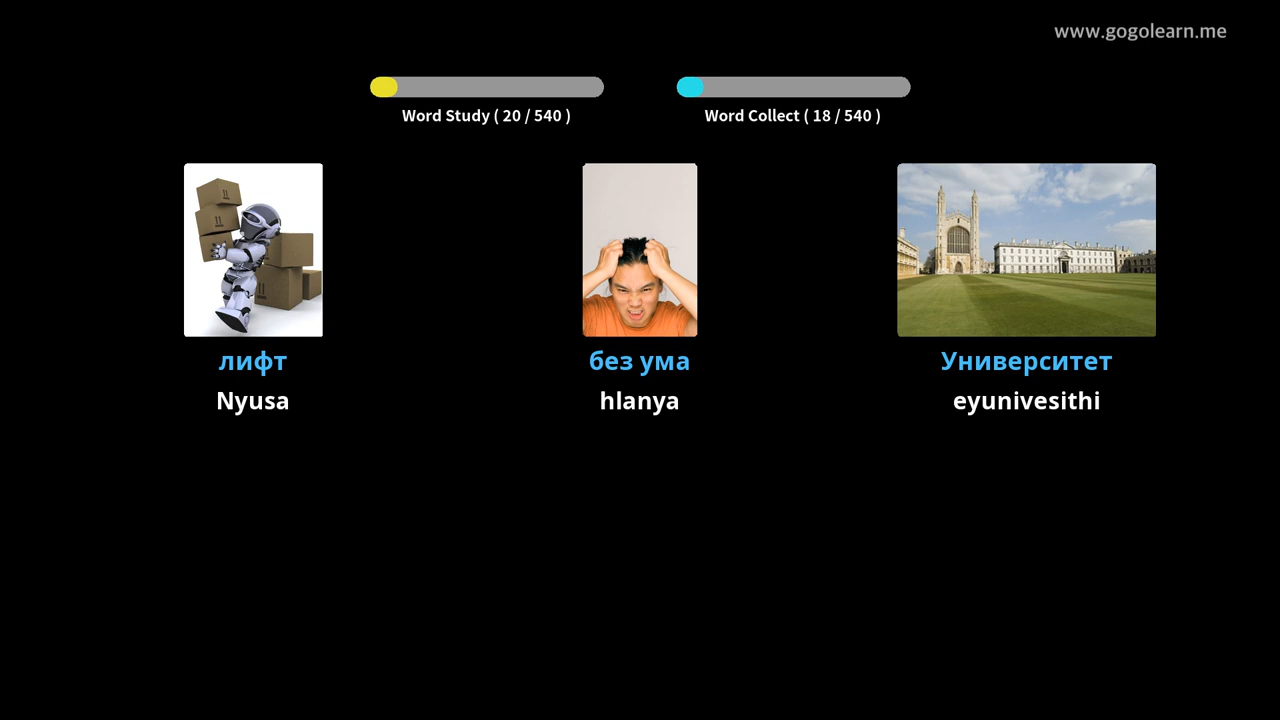 www.gogolearn.me
Word Study ( 20 / 540 )
Word Collect ( 18 / 540 )
лифт
Nyusa
без ума
hlanya
Университет
eyunivesithi